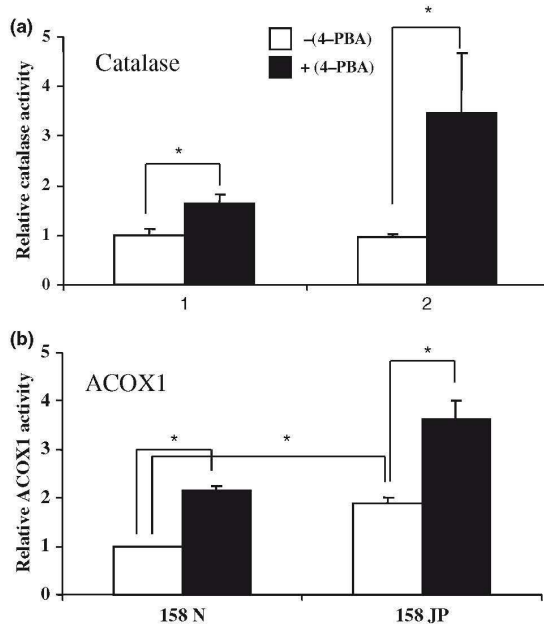 (a)
Catalase
–(4–PBA)
+ (4–PBA)
*
*
Relative catalase activity
5
4
3
2
1
0
1 2
(b)
ACOX1
*
*
*
Relative ACOX1 activity
5
4
3
2
1
0
158 N 158 JP